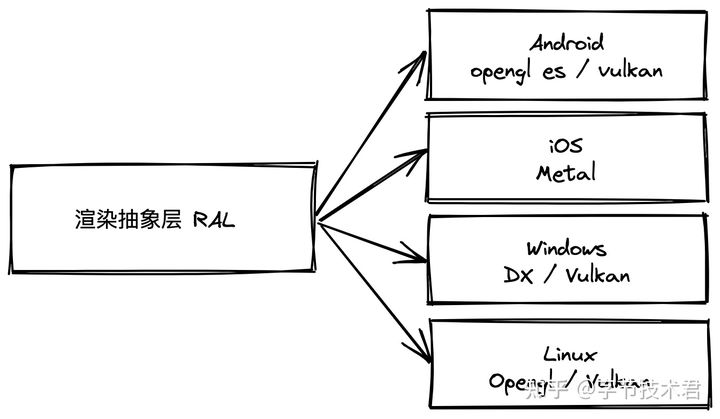 渲染抽象层 RAL
Android
opengl es / vulkan
iOS
Metal
Windows
DX / Vulkan
Linux
Opengl / Vulkan
知乎 @字节技术君